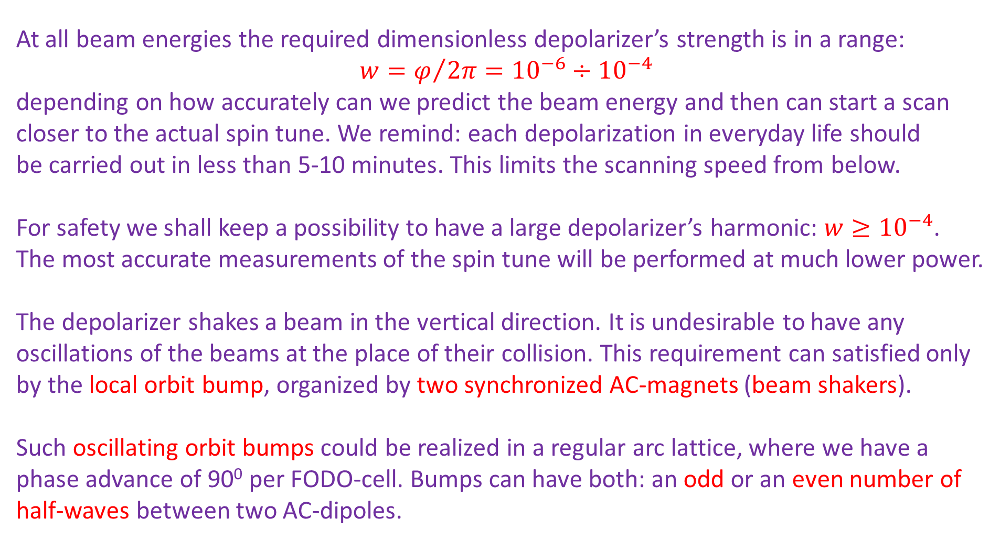 At all beam energies the required dimensionless depolarizer’s strength is in a range:
w = φ/2π = 10⁻⁶ ÷ 10⁻⁴
depending on how accurately can we predict the beam energy and then can start a scan
closer to the actual spin tune. We remind: each depolarization in everyday life should
be carried out in less than 5-10 minutes. This limits the scanning speed from below.
For safety we shall keep a possibility to have a large depolarizer’s harmonic: w ≥ 10⁻⁴.
The most accurate measurements of the spin tune will be performed at much lower power.
The depolarizer shakes a beam in the vertical direction. It is undesirable to have any
oscillations of the beams at the place of their collision. This requirement can satisfied only
by the local orbit bump, organized by two synchronized AC-magnets (beam shakers).
Such oscillating orbit bumps could be realized in a regular arc lattice, where we have a
phase advance of 90⁰ per FODO-cell. Bumps can have both: an odd or an even number of
half-waves between two AC-dipoles.